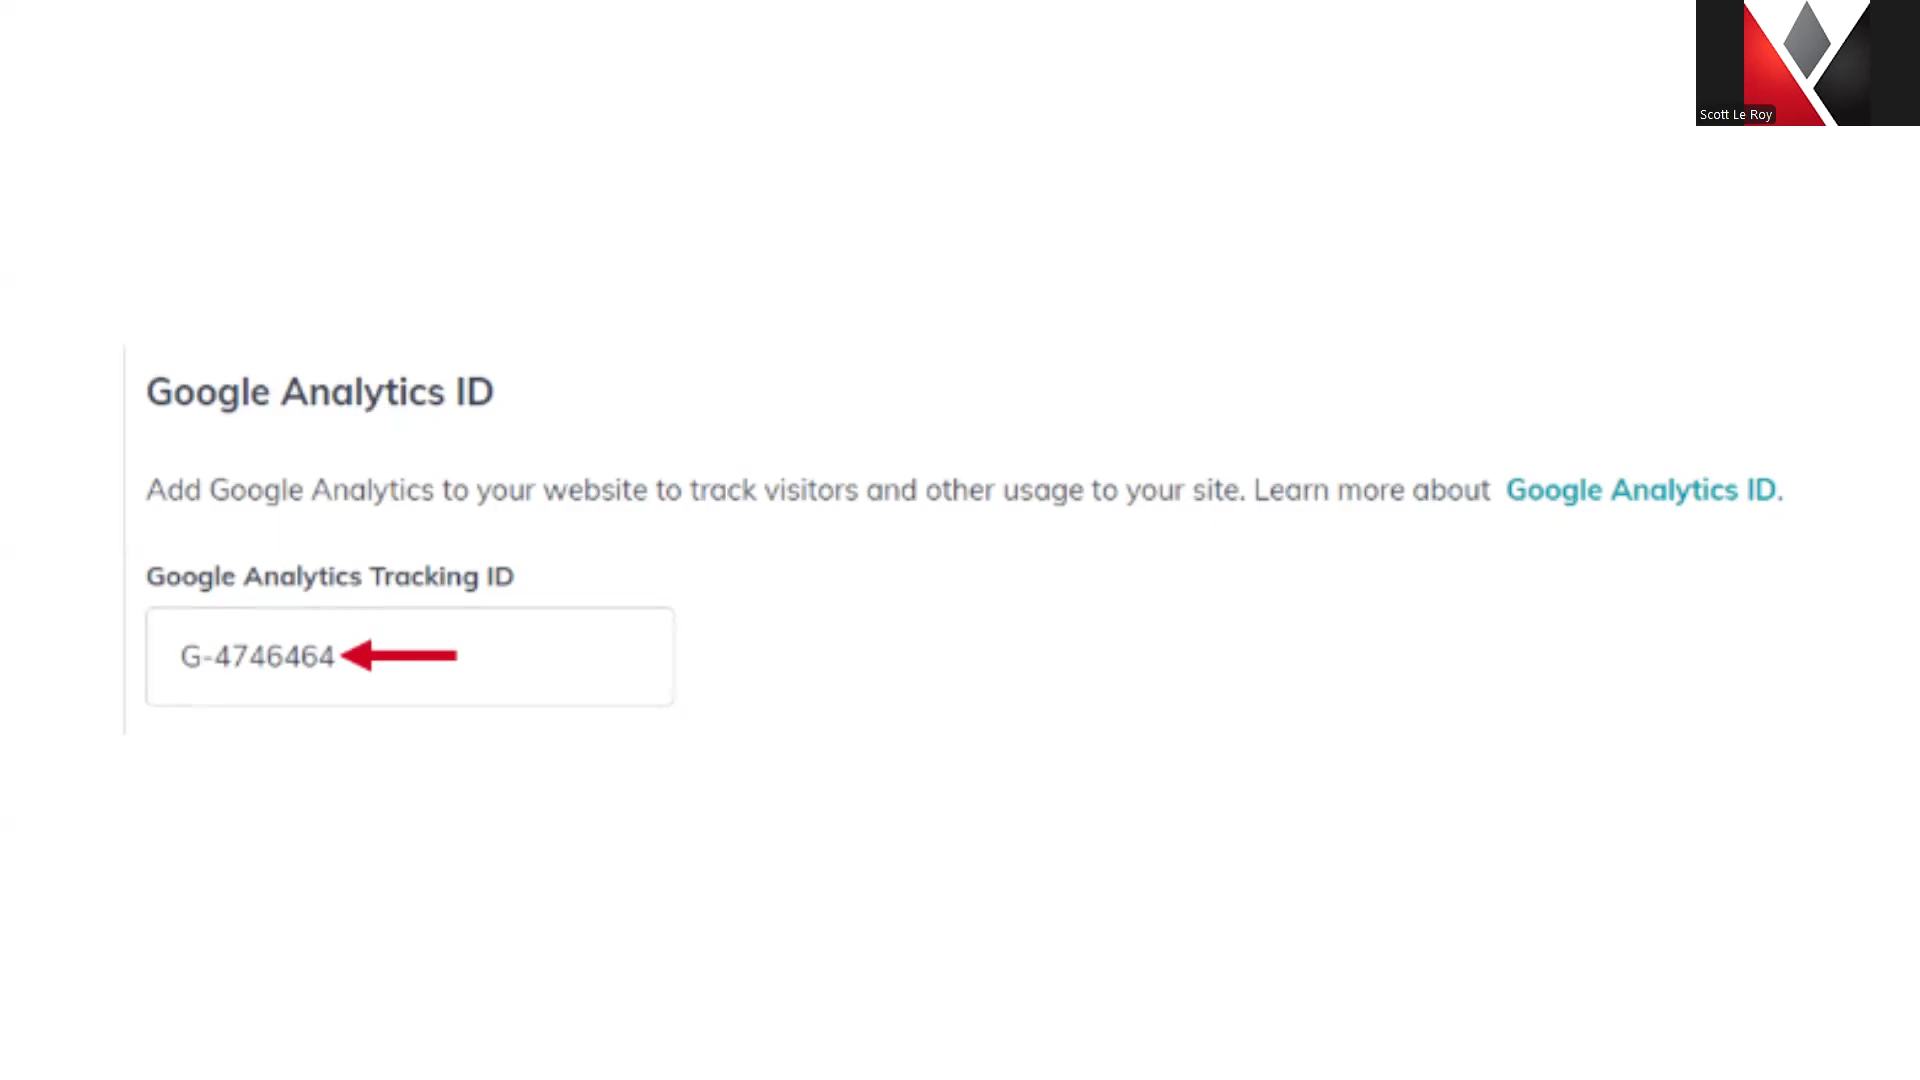 Scott Le Roy
Google Analytics ID
Add Google Analytics to your website to track visitors and other usage to your site. Learn more about Google Analytics ID.
Google Analytics Tracking ID
G-4746464